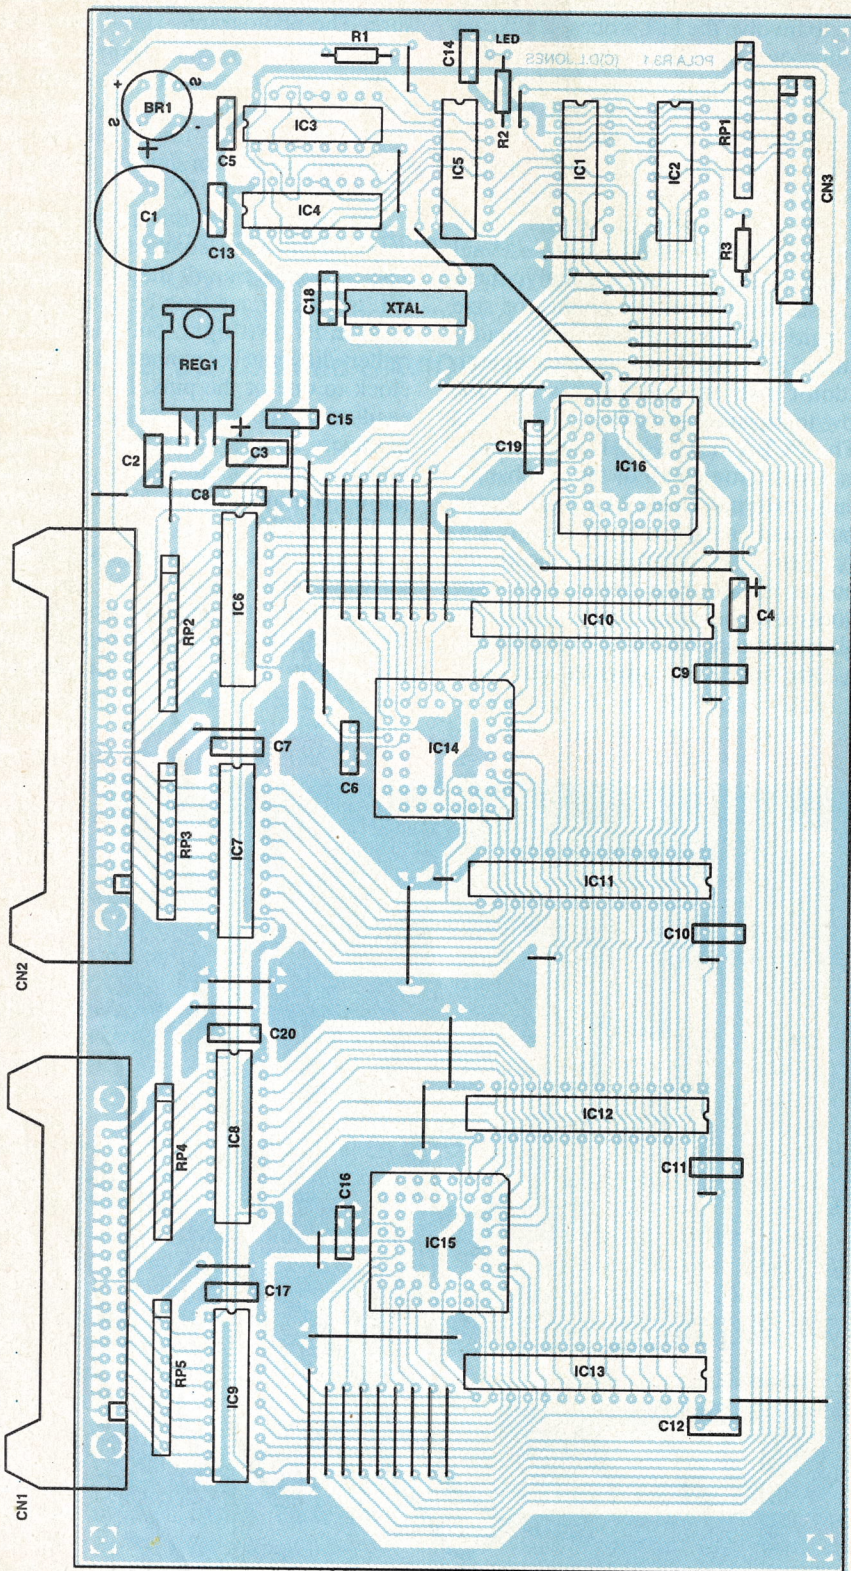 R1
C14
LED
PCLA R3.1 (C)D.L.JONES
+
S
BR1
S
-
+
C5
IC3
R2
IC5
IC1
IC2
RP1
CN3
C1
C13
IC4
R3
C18
XTAL
REG1
C15
+
C3
C2
C8
C19
IC16
IC6
RP2
IC10
+
C4
C9
C7
IC14
C6
RP3
IC7
IC11
C10
CN2
C20
IC8
RP4
IC12
C11
C16
IC15
C17
RP5
IC9
IC13
C12
CN1